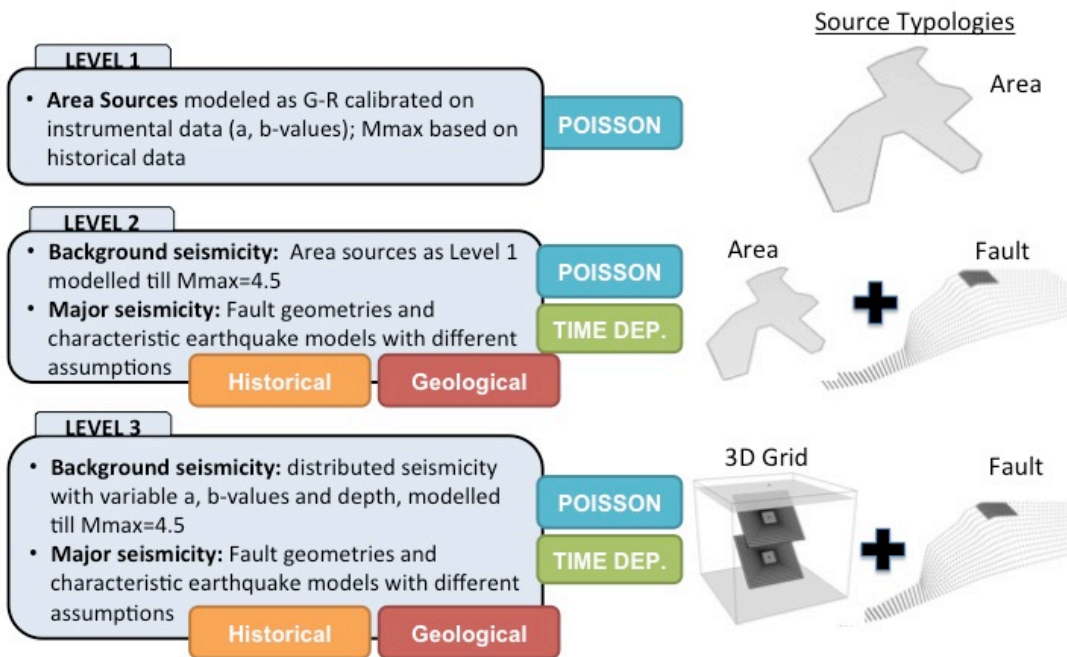 Source Typologies
LEVEL 1
• Area Sources modeled as G-R calibrated on
instrumental data (a, b-values); Mmax based on
historical data
POISSON
Area
LEVEL 2
• Background seismicity: Area sources as Level 1
modelled till Mmax=4.5
• Major seismicity: Fault geometries and
characteristic earthquake models with different
assumptions
POISSON
TIME DEP.
Historical
Geological
Area
Fault
LEVEL 3
• Background seismicity: distributed seismicity
with variable a, b-values and depth, modelled
till Mmax=4.5
• Major seismicity: Fault geometries and
characteristic earthquake models with different
assumptions
POISSON
TIME DEP.
Historical
Geological
3D Grid
Fault